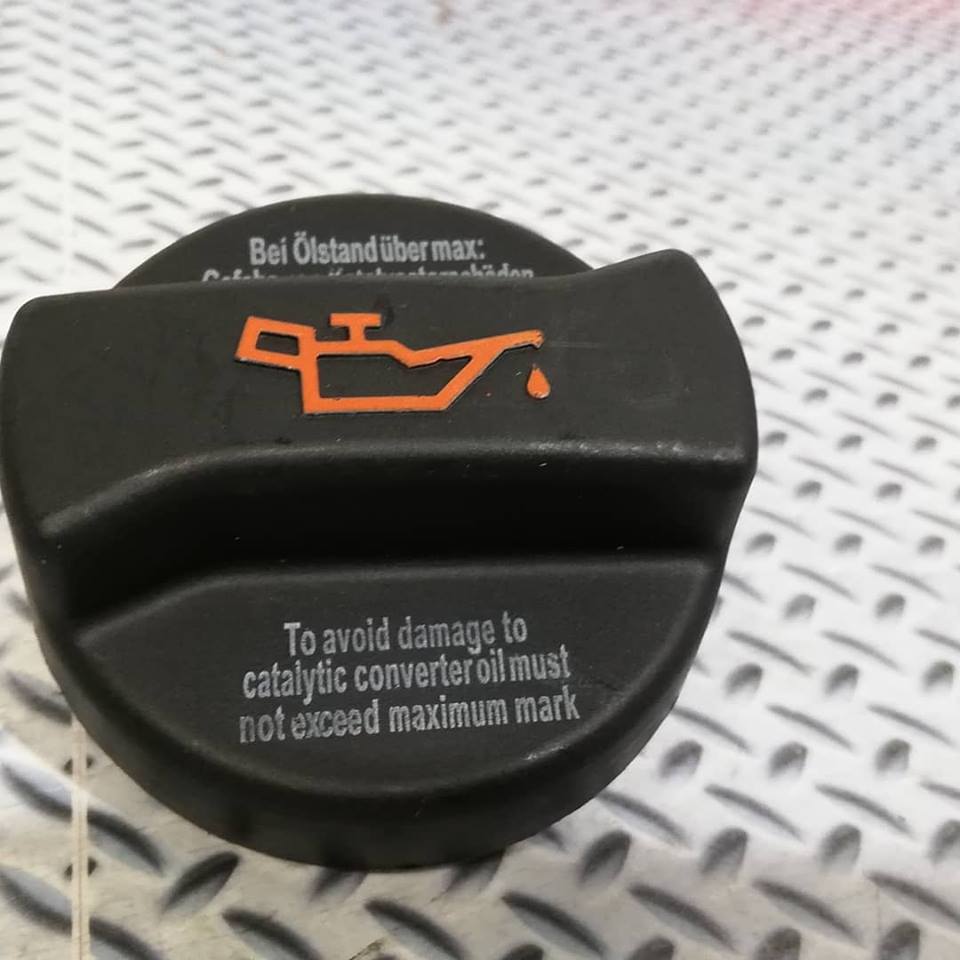 Bei Ölstand über max:
To avoid damage to
catalytic converter oil must
not exceed maximum mark